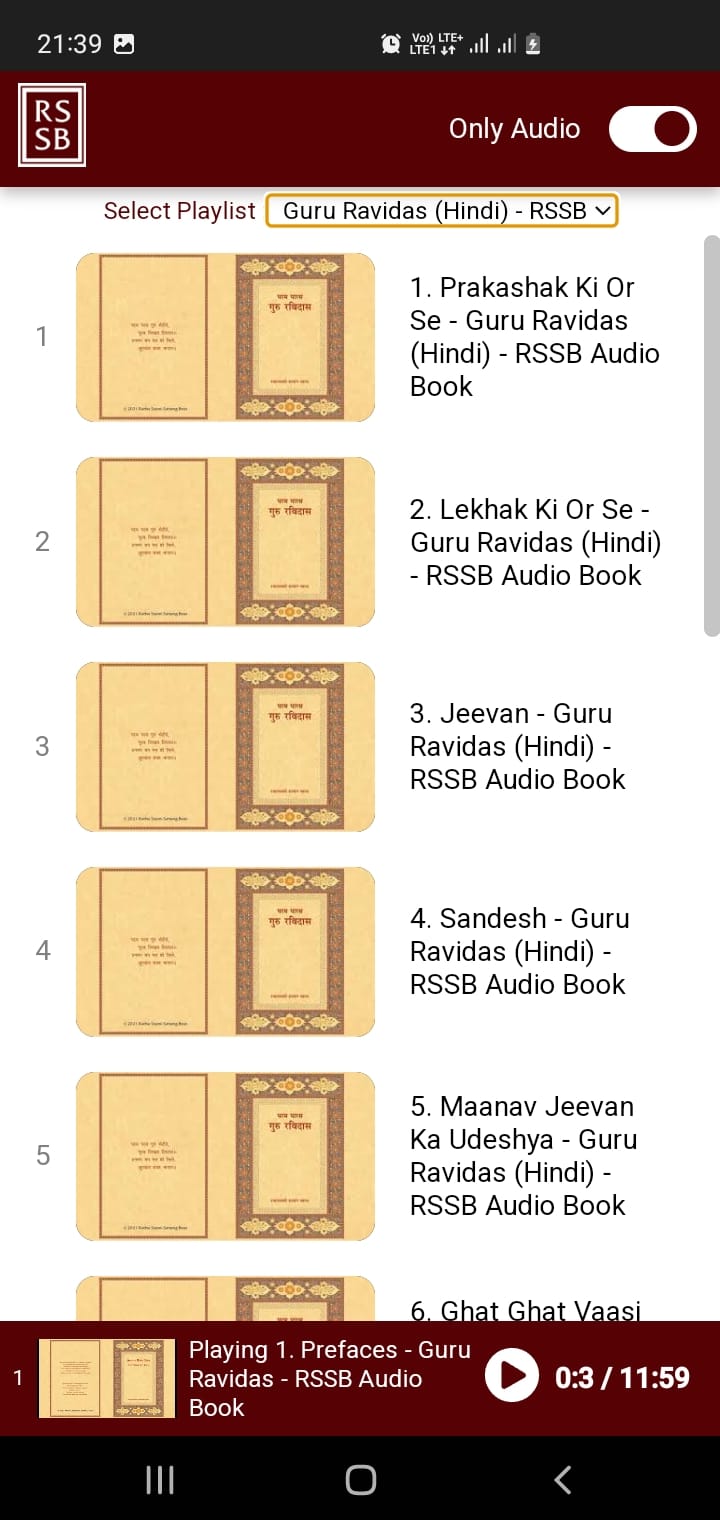 21:39
Vo)) LTE+
LTE1
RS
SB
Only Audio
Select Playlist
Guru Ravidas (Hindi) - RSSB
1
गुरु रविदास
1. Prakashak Ki Or
Se - Guru Ravidas
(Hindi) - RSSB Audio
Book
2
गुरु रविदास
2. Lekhak Ki Or Se -
Guru Ravidas (Hindi)
- RSSB Audio Book
3
गुरु रविदास
3. Jeevan - Guru
Ravidas (Hindi) -
RSSB Audio Book
4
गुरु रविदास
4. Sandesh - Guru
Ravidas (Hindi) -
RSSB Audio Book
5
गुरु रविदास
5. Maanav Jeevan
Ka Udeshya - Guru
Ravidas (Hindi) -
RSSB Audio Book
6. Ghat Ghat Vaasi
1
Playing 1. Prefaces - Guru
Ravidas - RSSB Audio
Book
0:3 / 11:59